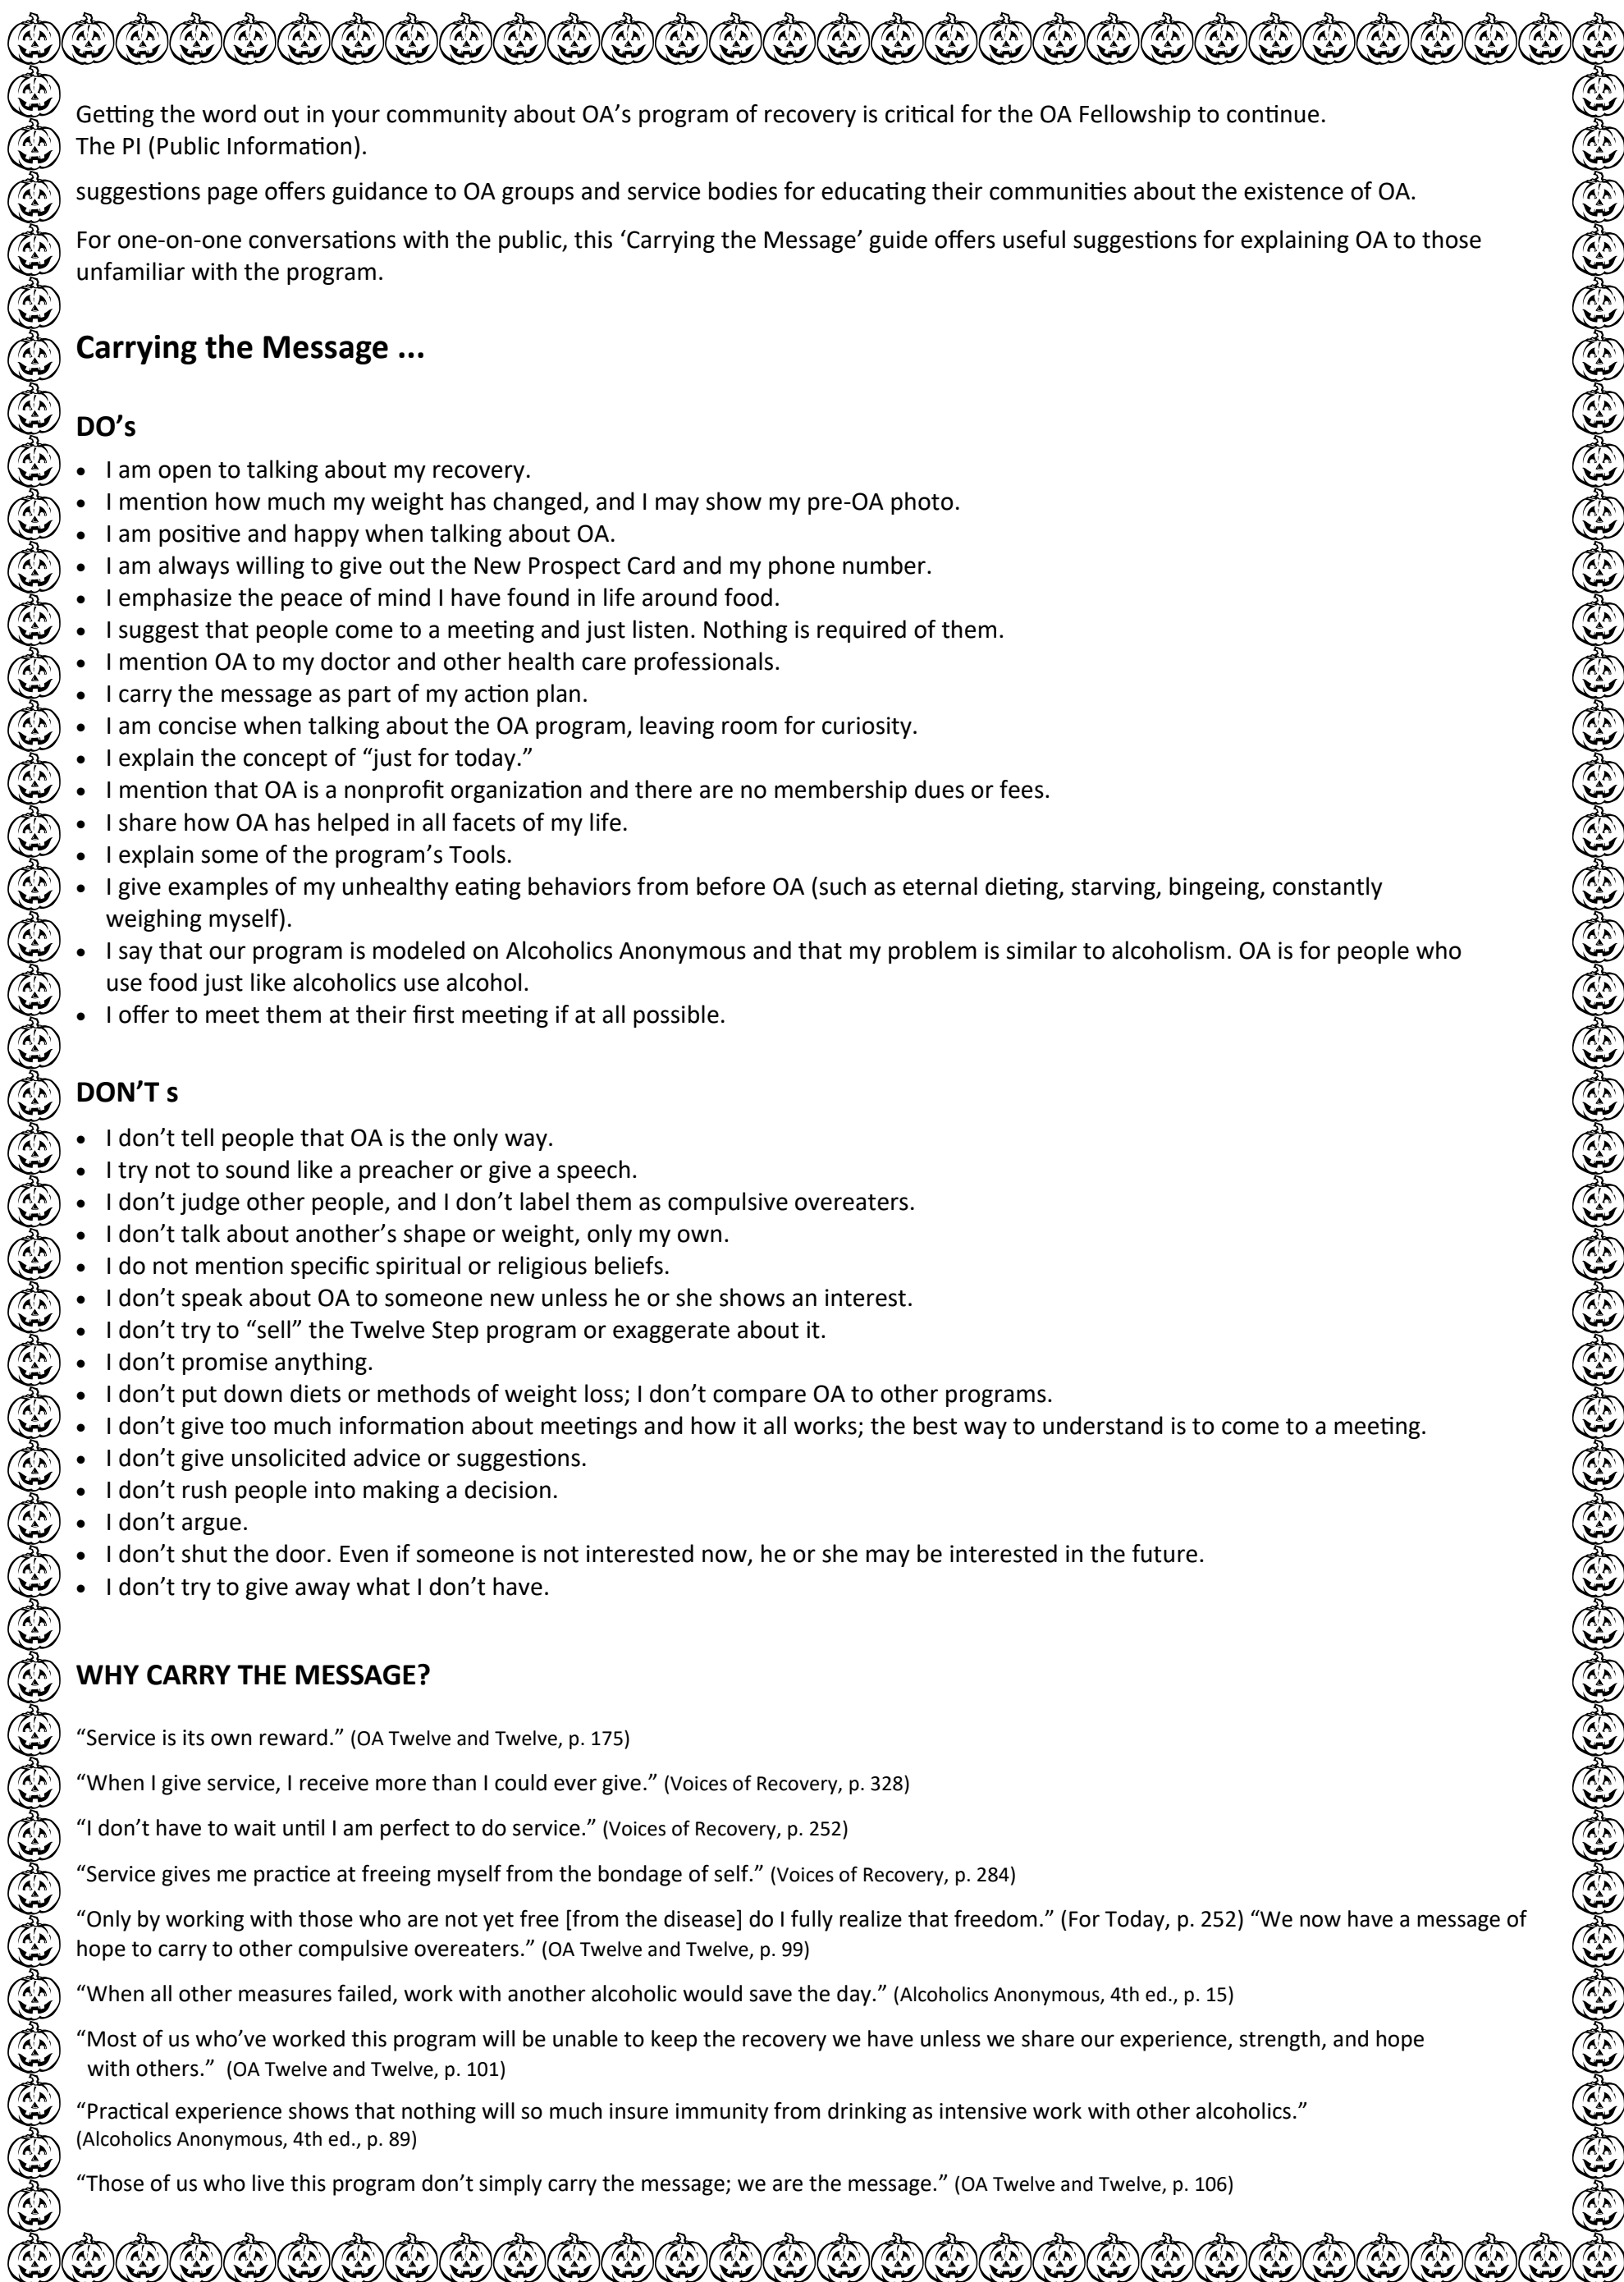 Getting the word out in your community about OA’s program of recovery is critical for the OA Fellowship to continue.
The PI (Public Information).
suggestions page offers guidance to OA groups and service bodies for educating their communities about the existence of OA.
For one-on-one conversations with the public, this ‘Carrying the Message’ guide offers useful suggestions for explaining OA to those
unfamiliar with the program.
Carrying the Message ...
DO’s
• I am open to talking about my recovery.
• I mention how much my weight has changed, and I may show my pre-OA photo.
• I am positive and happy when talking about OA.
• I am always willing to give out the New Prospect Card and my phone number.
• I emphasize the peace of mind I have found in life around food.
• I suggest that people come to a meeting and just listen. Nothing is required of them.
• I mention OA to my doctor and other health care professionals.
• I carry the message as part of my action plan.
• I am concise when talking about the OA program, leaving room for curiosity.
• I explain the concept of “just for today.”
• I mention that OA is a nonprofit organization and there are no membership dues or fees.
• I share how OA has helped in all facets of my life.
• I explain some of the program’s Tools.
• I give examples of my unhealthy eating behaviors from before OA (such as eternal dieting, starving, bingeing, constantly
weighing myself).
• I say that our program is modeled on Alcoholics Anonymous and that my problem is similar to alcoholism. OA is for people who
use food just like alcoholics use alcohol.
• I offer to meet them at their first meeting if at all possible.
DON’T s
• I don’t tell people that OA is the only way.
• I try not to sound like a preacher or give a speech.
• I don’t judge other people, and I don’t label them as compulsive overeaters.
• I don’t talk about another’s shape or weight, only my own.
• I do not mention specific spiritual or religious beliefs.
• I don’t speak about OA to someone new unless he or she shows an interest.
• I don’t try to “sell” the Twelve Step program or exaggerate about it.
• I don’t promise anything.
• I don’t put down diets or methods of weight loss; I don’t compare OA to other programs.
• I don’t give too much information about meetings and how it all works; the best way to understand is to come to a meeting.
• I don’t give unsolicited advice or suggestions.
• I don’t rush people into making a decision.
• I don’t argue.
• I don’t shut the door. Even if someone is not interested now, he or she may be interested in the future.
• I don’t try to give away what I don’t have.
WHY CARRY THE MESSAGE?
“Service is its own reward.” (OA Twelve and Twelve, p. 175)
“When I give service, I receive more than I could ever give.” (Voices of Recovery, p. 328)
“I don’t have to wait until I am perfect to do service.” (Voices of Recovery, p. 252)
“Service gives me practice at freeing myself from the bondage of self.” (Voices of Recovery, p. 284)
“Only by working with those who are not yet free [from the disease] do I fully realize that freedom.” (For Today, p. 252) “We now have a message of
hope to carry to other compulsive overeaters.” (OA Twelve and Twelve, p. 99)
“When all other measures failed, work with another alcoholic would save the day.” (Alcoholics Anonymous, 4th ed., p. 15)
“Most of us who’ve worked this program will be unable to keep the recovery we have unless we share our experience, strength, and hope
with others.” (OA Twelve and Twelve, p. 101)
“Practical experience shows that nothing will so much insure immunity from drinking as intensive work with other alcoholics.”
(Alcoholics Anonymous, 4th ed., p. 89)
“Those of us who live this program don’t simply carry the message; we are the message.” (OA Twelve and Twelve, p. 106)